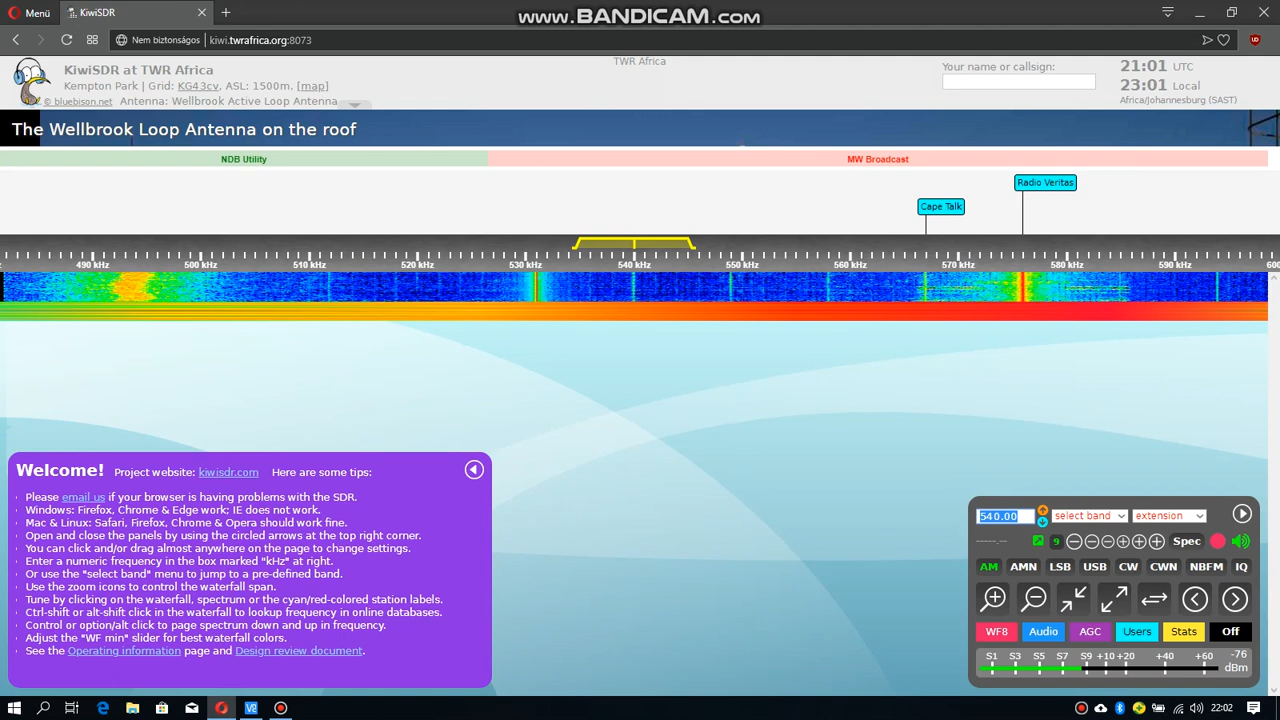 Menü
KiwiSDR
www.BANDICAM.com
Nem biztonságos
kiwi.twrafrica.org:8073
KiwiSDR at TWR Africa
Kempton Park | Grid: KG43cv, ASL: 1500m, [map]
© bluebison.net Antenna: Wellbrook Active Loop Antenna
TWR Africa
Your name or callsign:
21:01 UTC
23:01 Local
Africa/Johannesburg (SAST)
The Wellbrook Loop Antenna on the roof
NDB Utility
MW Broadcast
Radio Veritas
Cape Talk
490 kHz 500 kHz 510 kHz 520 kHz 530 kHz 540 kHz 550 kHz 560 kHz 570 kHz 580 kHz 590 kHz 600
Welcome! Project website: kiwisdr.com Here are some tips:
Please email us if your browser is having problems with the SDR.
Windows: Firefox, Chrome & Edge work; IE does not work.
Mac & Linux: Safari, Firefox, Chrome & Opera should work fine.
Open and close the panels by using the circled arrows at the top right corner.
You can click and/or drag almost anywhere on the page to change settings.
Enter a numeric frequency in the box marked "kHz" at right.
Or use the "select band" menu to jump to a pre-defined band.
Use the zoom icons to control the waterfall span.
Tune by clicking on the waterfall, spectrum or the cyan/red-colored station labels.
Ctrl-shift or alt-shift click in the waterfall to lookup frequency in online databases.
Control or option/alt click to page spectrum down and up in frequency.
Adjust the "WF min" slider for best waterfall colors.
See the Operating information page and Design review document.
540.00 select band extension
-----.-- 9 Spec
AM AMN LSB USB CW CWN NBFM IQ
WF8 Audio AGC Users Stats Off
S1 S3 S5 S7 S9 +10 +20 +40 +60 -76
dBm
22:02